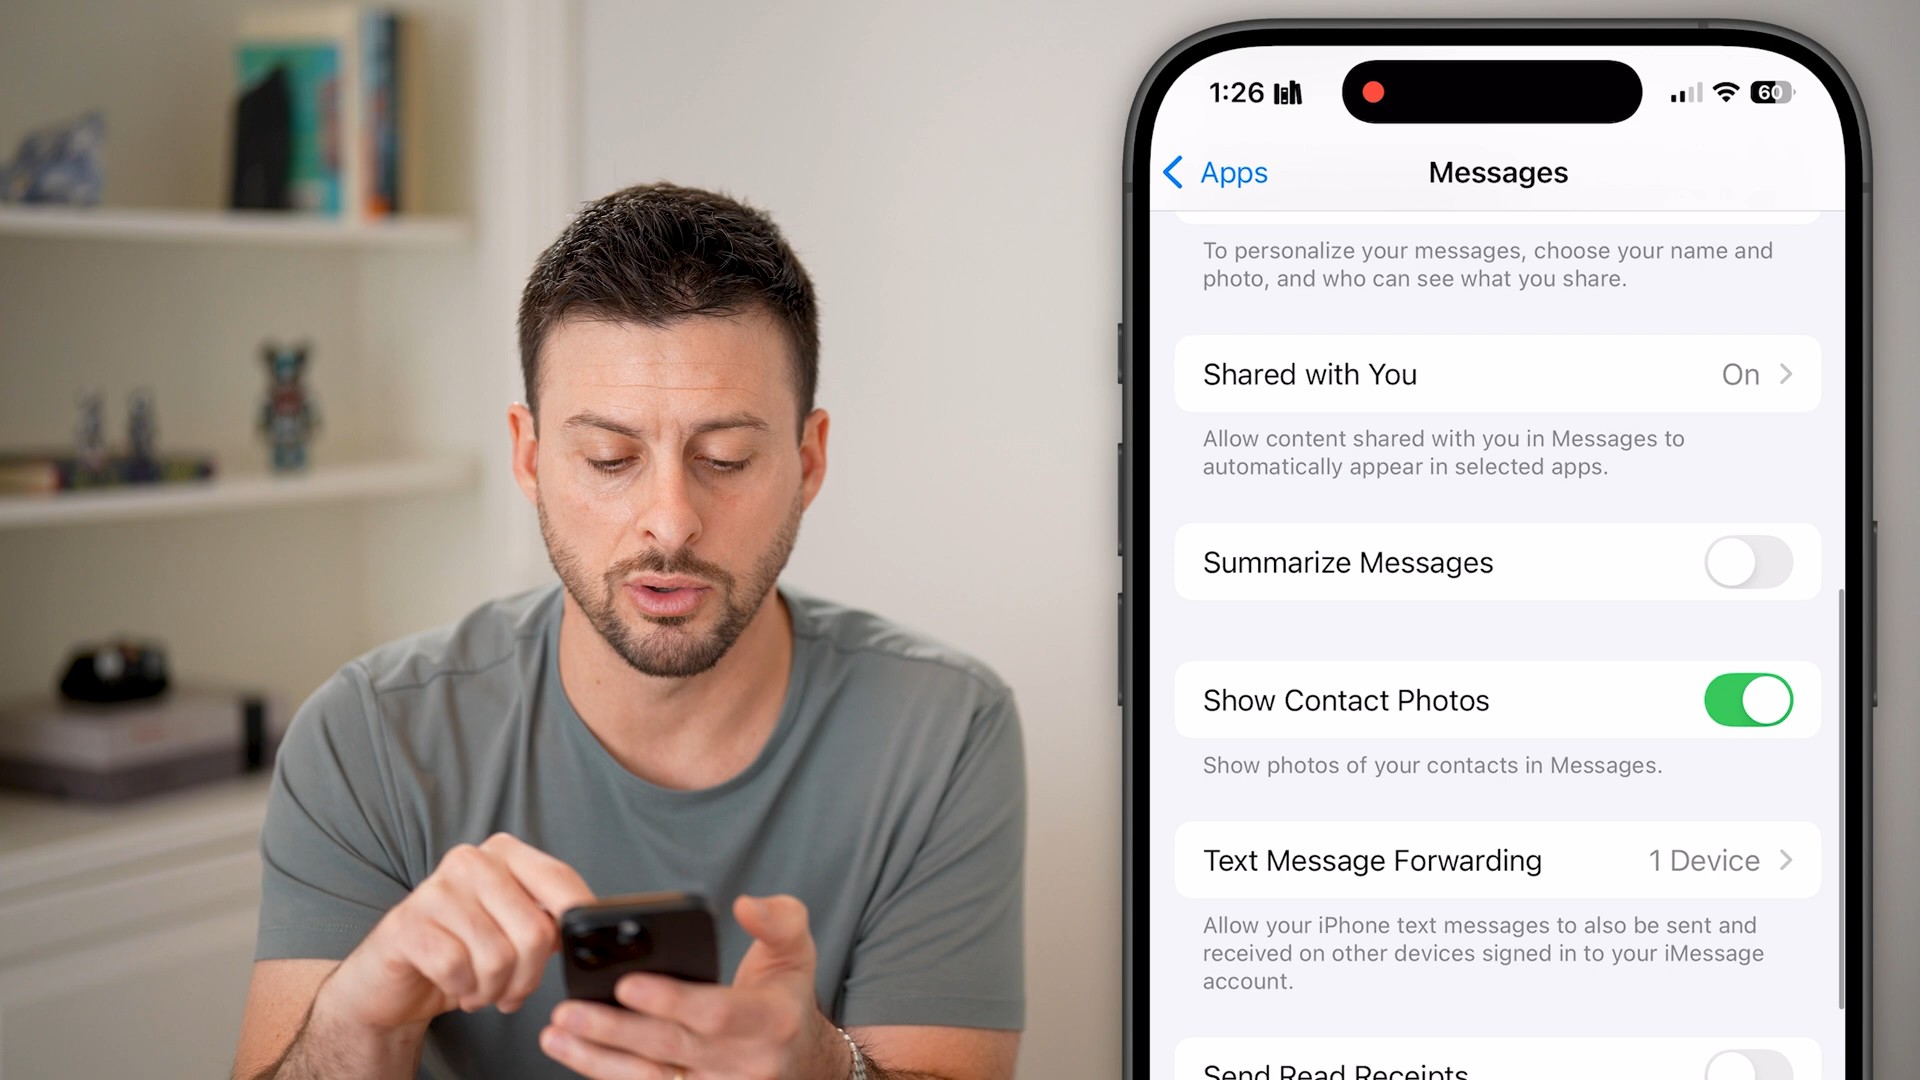 1:26
60
Apps
Messages
To personalize your messages, choose your name and
photo, and who can see what you share.
Shared with You
On
Allow content shared with you in Messages to
automatically appear in selected apps.
Summarize Messages
Show Contact Photos
Show photos of your contacts in Messages.
Text Message Forwarding
1 Device
Allow your iPhone text messages to also be sent and
received on other devices signed in to your iMessage
account.
Send Read Receipts